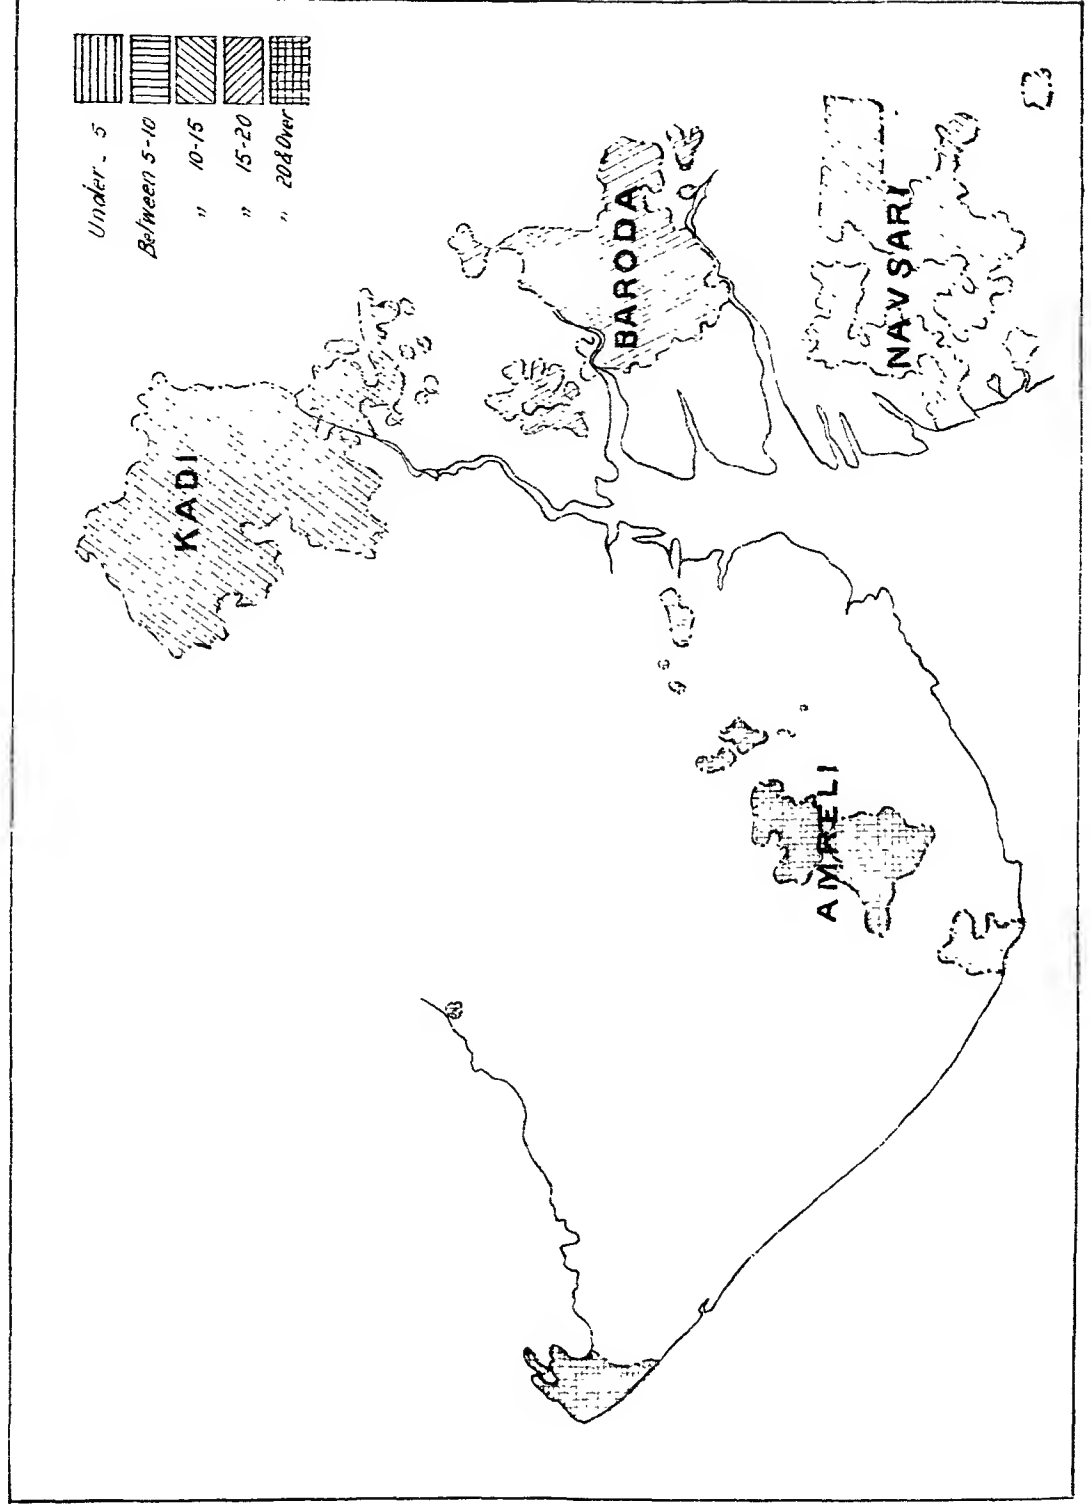 Under - 5
Between 5-10
" 10-15
" 15-20
" 20 & Over
KADI
BARODA
NAVSARI
AMRELI